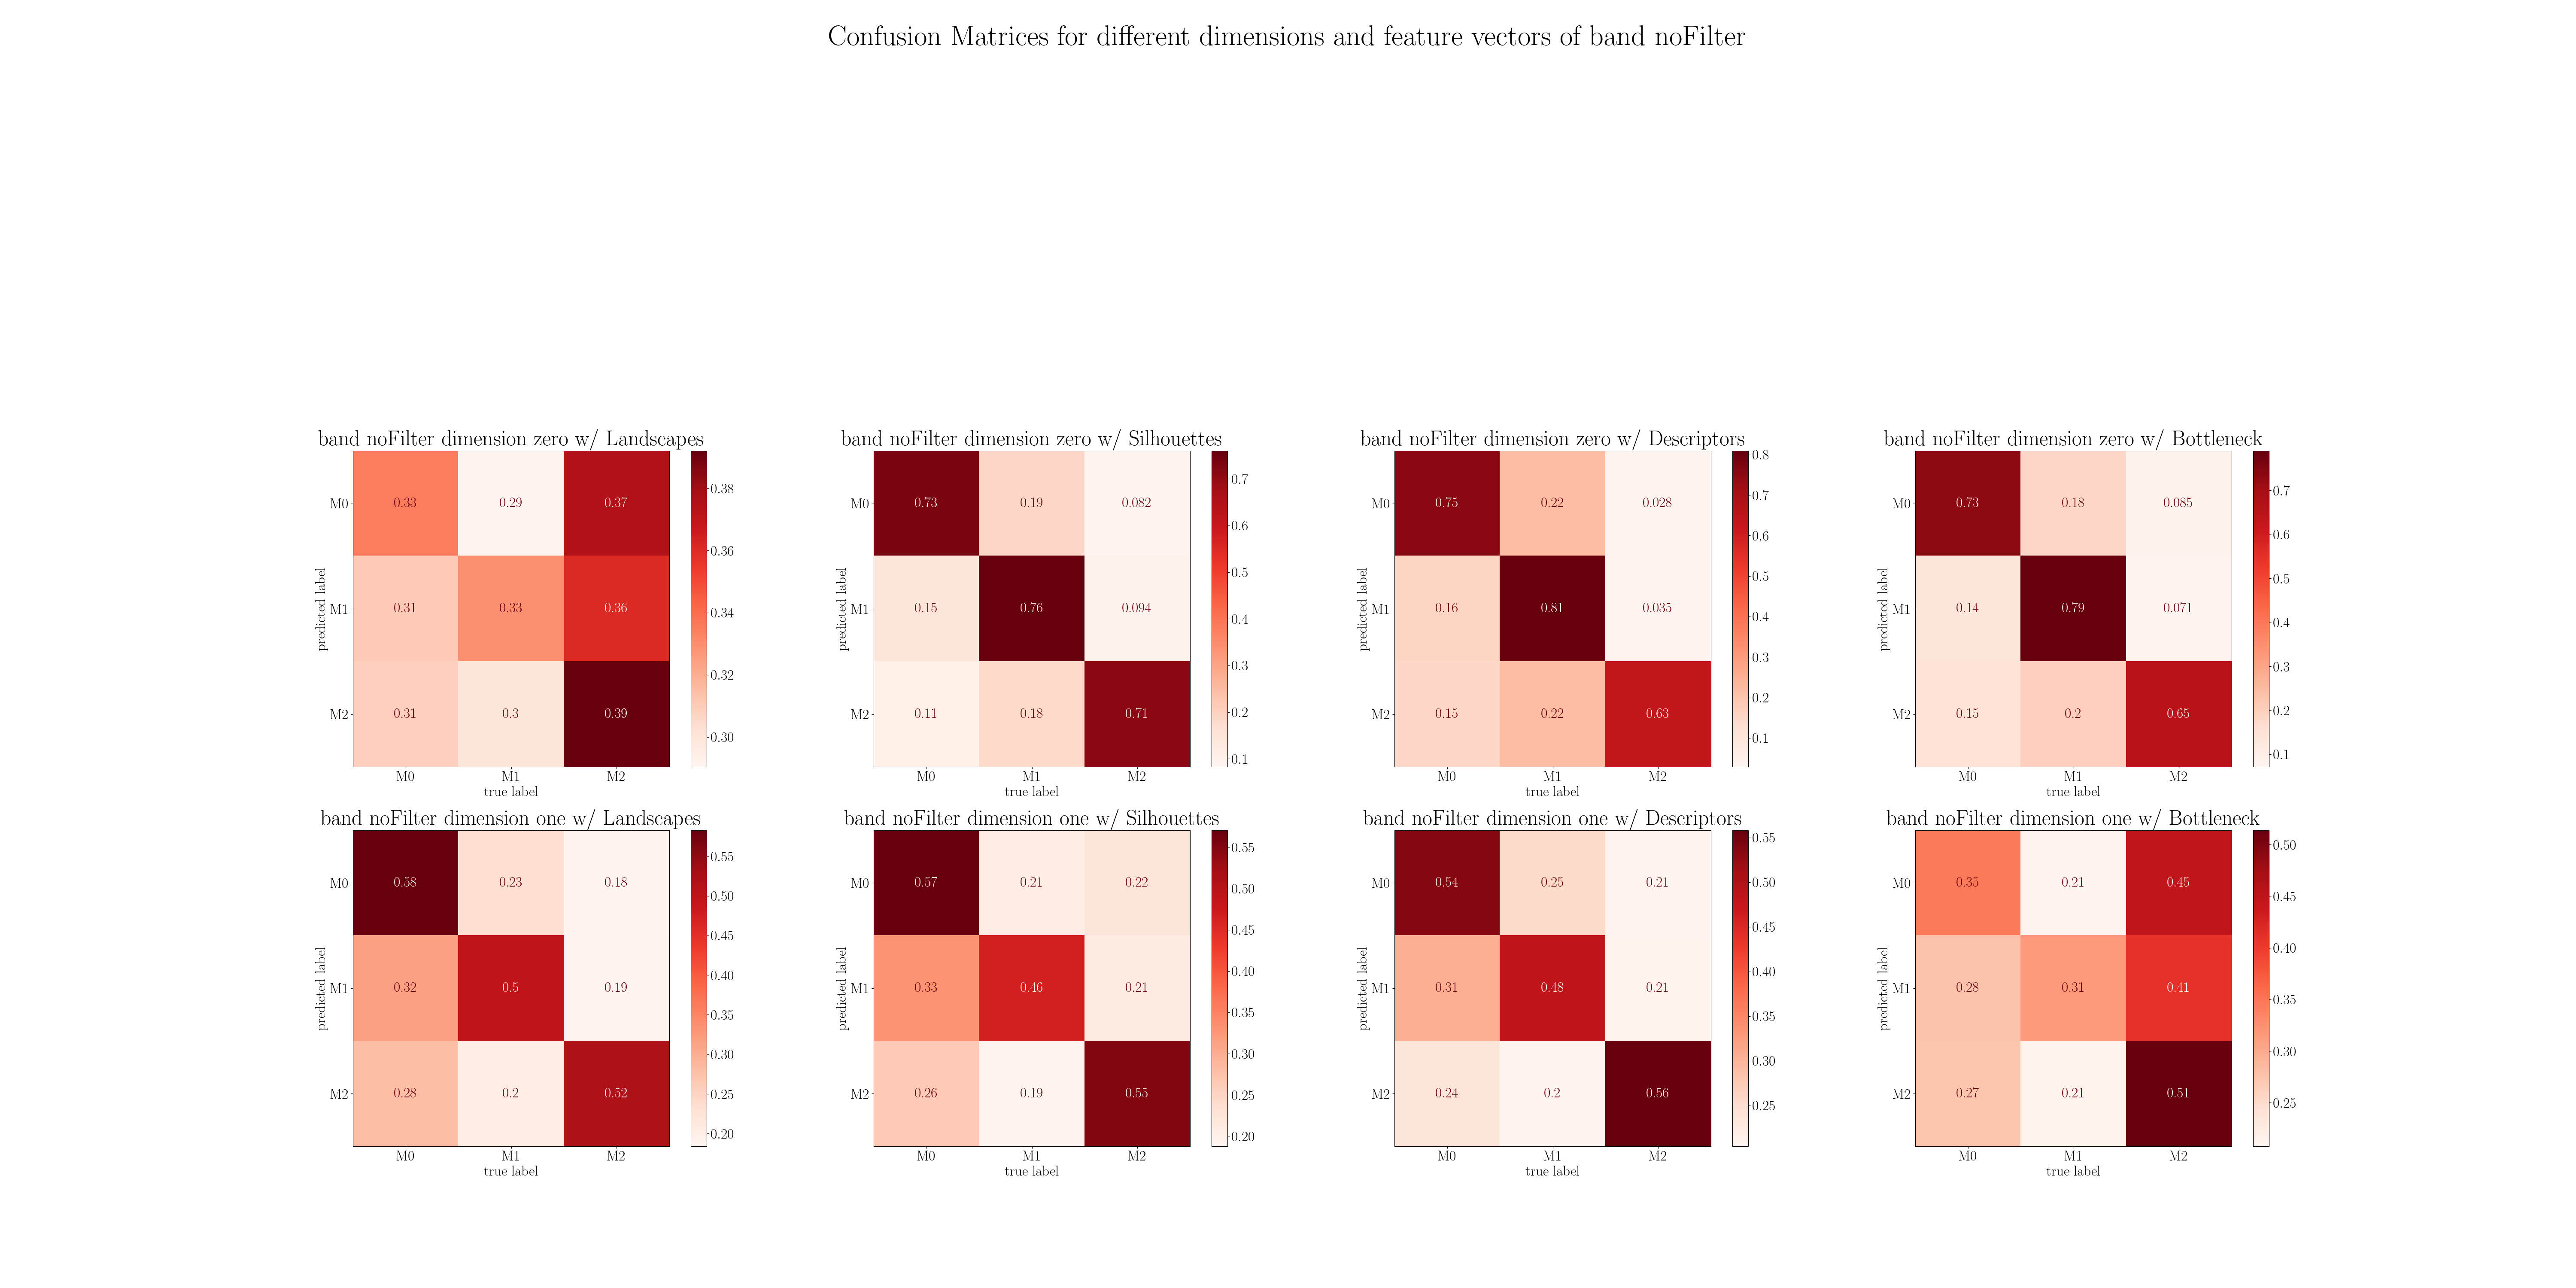 Confusion Matrices for different dimensions and feature vectors of band noFilter
band noFilter dimension zero w/ Landscapes
predicted label
M0 0.33 0.29 0.37
M1 0.31 0.33 0.36
M2 0.31 0.3 0.39
M0 M1 M2
true label
0.38
0.36
0.34
0.32
0.30
band noFilter dimension zero w/ Silhouettes
predicted label
M0 0.73 0.19 0.082
M1 0.15 0.76 0.094
M2 0.11 0.18 0.71
M0 M1 M2
true label
0.7
0.6
0.5
0.4
0.3
0.2
0.1
band noFilter dimension zero w/ Descriptors
predicted label
M0 0.75 0.22 0.028
M1 0.16 0.81 0.035
M2 0.15 0.22 0.63
M0 M1 M2
true label
0.8
0.7
0.6
0.5
0.4
0.3
0.2
0.1
band noFilter dimension zero w/ Bottleneck
predicted label
M0 0.73 0.18 0.085
M1 0.14 0.79 0.071
M2 0.15 0.2 0.65
M0 M1 M2
true label
0.7
0.6
0.5
0.4
0.3
0.2
0.1
band noFilter dimension one w/ Landscapes
predicted label
M0 0.58 0.23 0.18
M1 0.32 0.5 0.19
M2 0.28 0.2 0.52
M0 M1 M2
true label
0.55
0.50
0.45
0.40
0.35
0.30
0.25
0.20
band noFilter dimension one w/ Silhouettes
predicted label
M0 0.57 0.21 0.22
M1 0.33 0.46 0.21
M2 0.26 0.19 0.55
M0 M1 M2
true label
0.55
0.50
0.45
0.40
0.35
0.30
0.25
0.20
band noFilter dimension one w/ Descriptors
predicted label
M0 0.54 0.25 0.21
M1 0.31 0.48 0.21
M2 0.24 0.2 0.56
M0 M1 M2
true label
0.55
0.50
0.45
0.40
0.35
0.30
0.25
band noFilter dimension one w/ Bottleneck
predicted label
M0 0.35 0.21 0.45
M1 0.28 0.31 0.41
M2 0.27 0.21 0.51
M0 M1 M2
true label
0.50
0.45
0.40
0.35
0.30
0.25